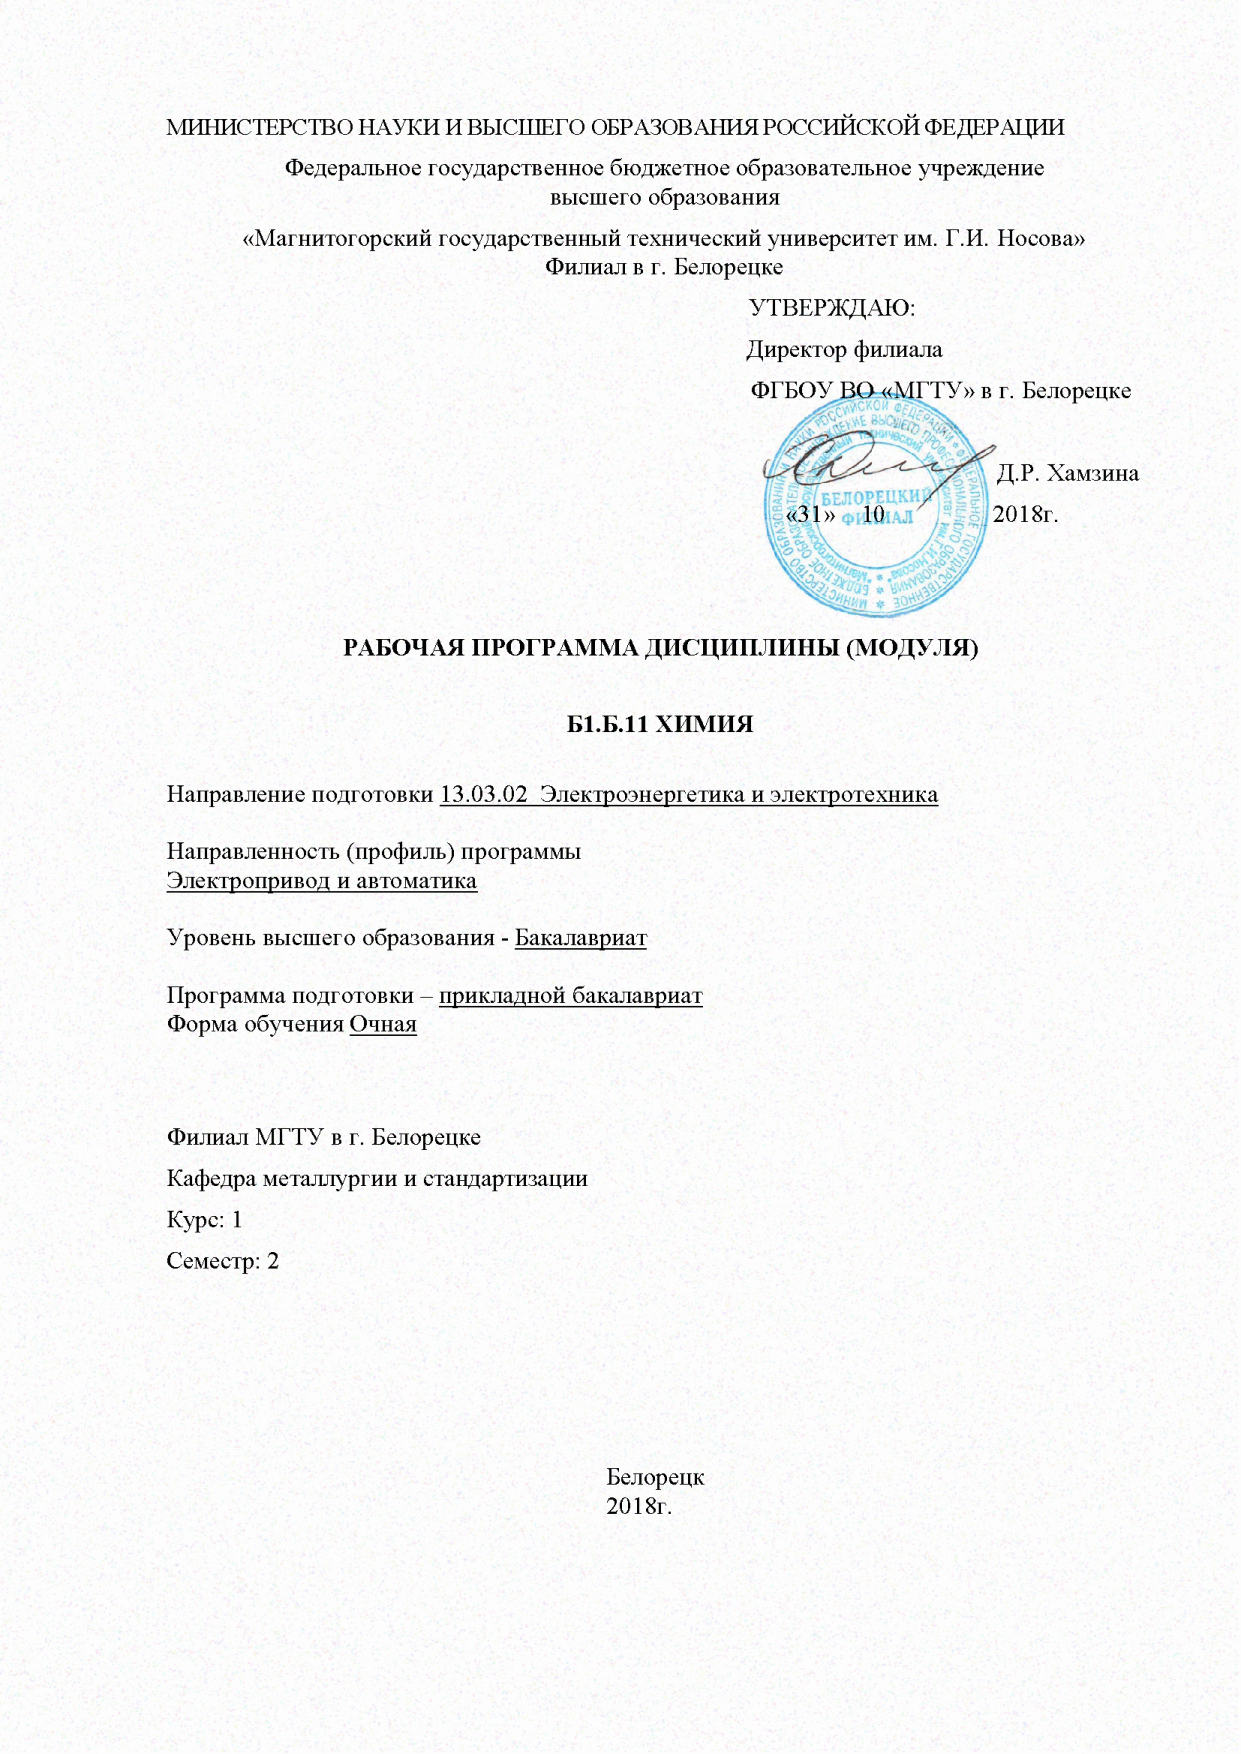 МИНИСТЕРСТВО НАУКИ И ВЫСШЕГО ОБРАЗОВАНИЯ РОССИЙСКОЙ ФЕДЕРАЦИИ
Федеральное государственное бюджетное образовательное учреждение
высшего образования
«Магнитогорский государственный технический университет им. Г.И. Носова»
Филиал в г. Белорецке
УТВЕРЖДАЮ:
Директор филиала
ФГБОУ ВО «МГТУ» в г. Белорецке
Д.Р. Хамзина
БЕЛОРЕЦКИЙ
ФИЛИАЛ
«31» 10 2018г.
РАБОЧАЯ ПРОГРАММА ДИСЦИПЛИНЫ (МОДУЛЯ)
Б1.Б.11 ХИМИЯ
Направление подготовки 13.03.02 Электроэнергетика и электротехника
Направленность (профиль) программы
Электропривод и автоматика
Уровень высшего образования - Бакалавриат
Программа подготовки – прикладной бакалавриат
Форма обучения Очная
Филиал МГТУ в г. Белорецке
Кафедра металлургии и стандартизации
Курс: 1
Семестр: 2
Белорецк
2018г.